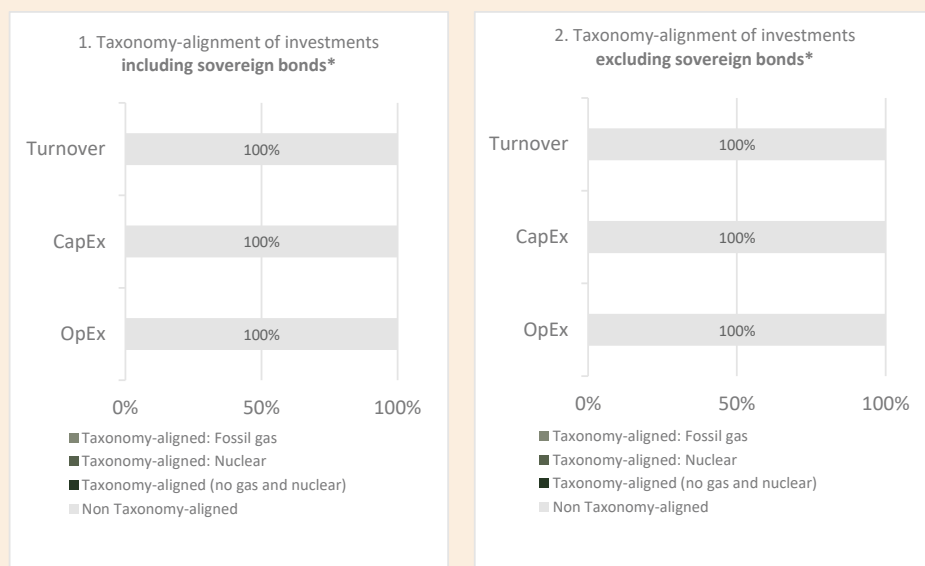 1. Taxonomy-alignment of investments
including sovereign bonds*
Turnover
100%
CapEx
100%
OpEx
100%
0% 50% 100%
Taxonomy-aligned: Fossil gas
Taxonomy-aligned: Nuclear
Taxonomy-aligned (no gas and nuclear)
Non Taxonomy-aligned
2. Taxonomy-alignment of investments
excluding sovereign bonds*
Turnover
100%
CapEx
100%
OpEx
100%
0% 50% 100%
Taxonomy-aligned: Fossil gas
Taxonomy-aligned: Nuclear
Taxonomy-aligned (no gas and nuclear)
Non Taxonomy-aligned